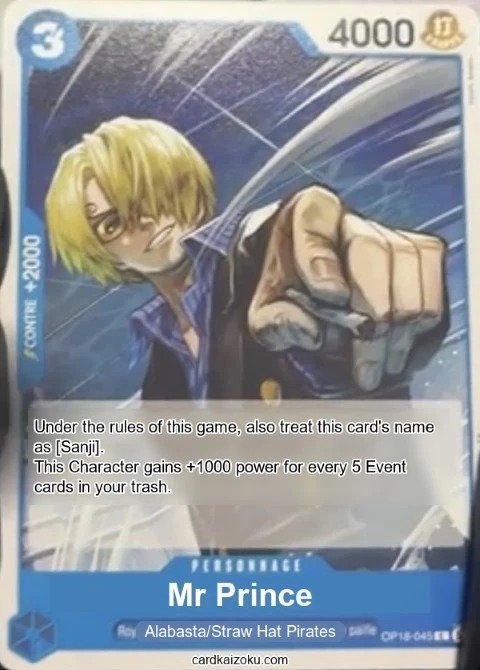 3
4000
CONTRE +2000
Under the rules of this game, also treat this card's name
as [Sanji].
This Character gains +1000 power for every 5 Event
cards in your trash.
PERSONNAGE
Mr Prince
Alabasta/Straw Hat Pirates
paille
OP18-045 C
cardkaizoku.com